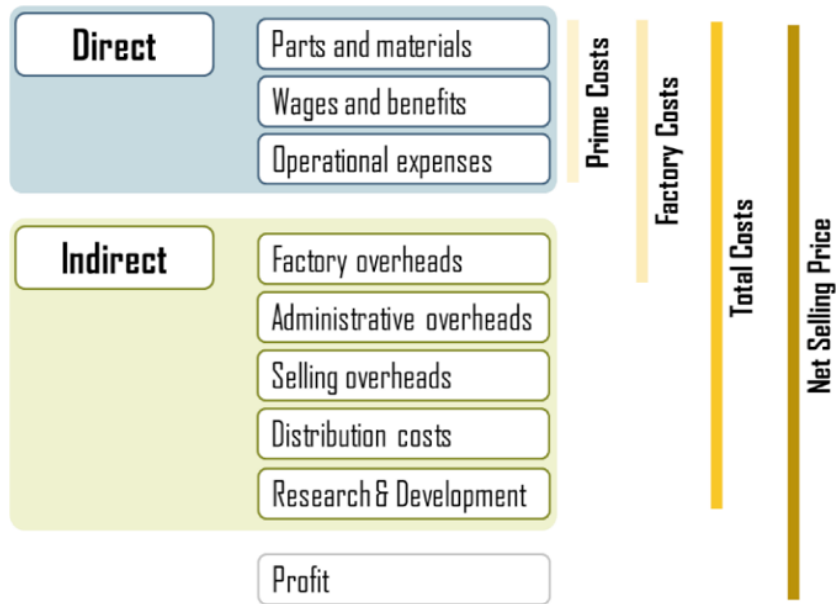 Direct
Parts and materials
Wages and benefits
Operational expenses
Prime Costs
Factory Costs
Total Costs
Net Selling Price
Indirect
Factory overheads
Administrative overheads
Selling overheads
Distribution costs
Research & Development
Profit